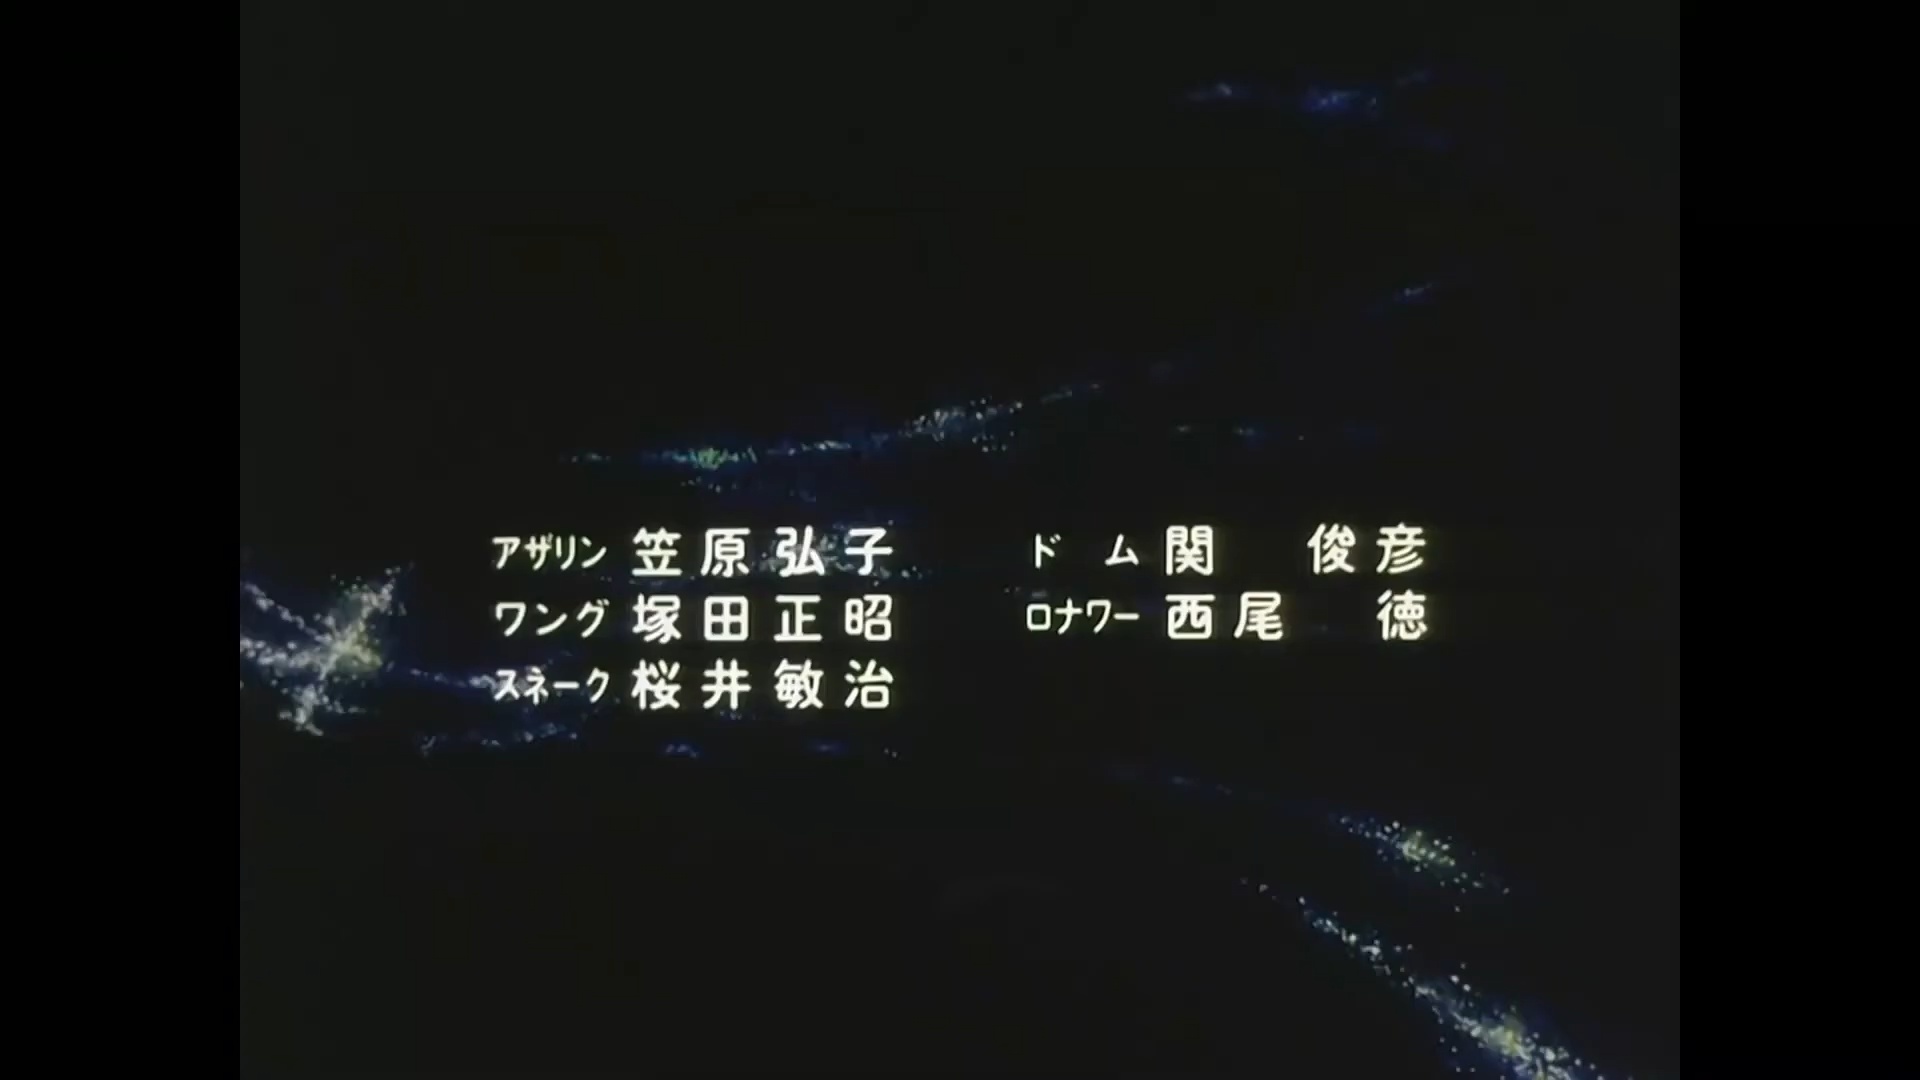 アザリン 笠原弘子
ワング 塚田正昭
スネーク 桜井敏治
ドム 関 俊彦
ロナワー 西尾 徳